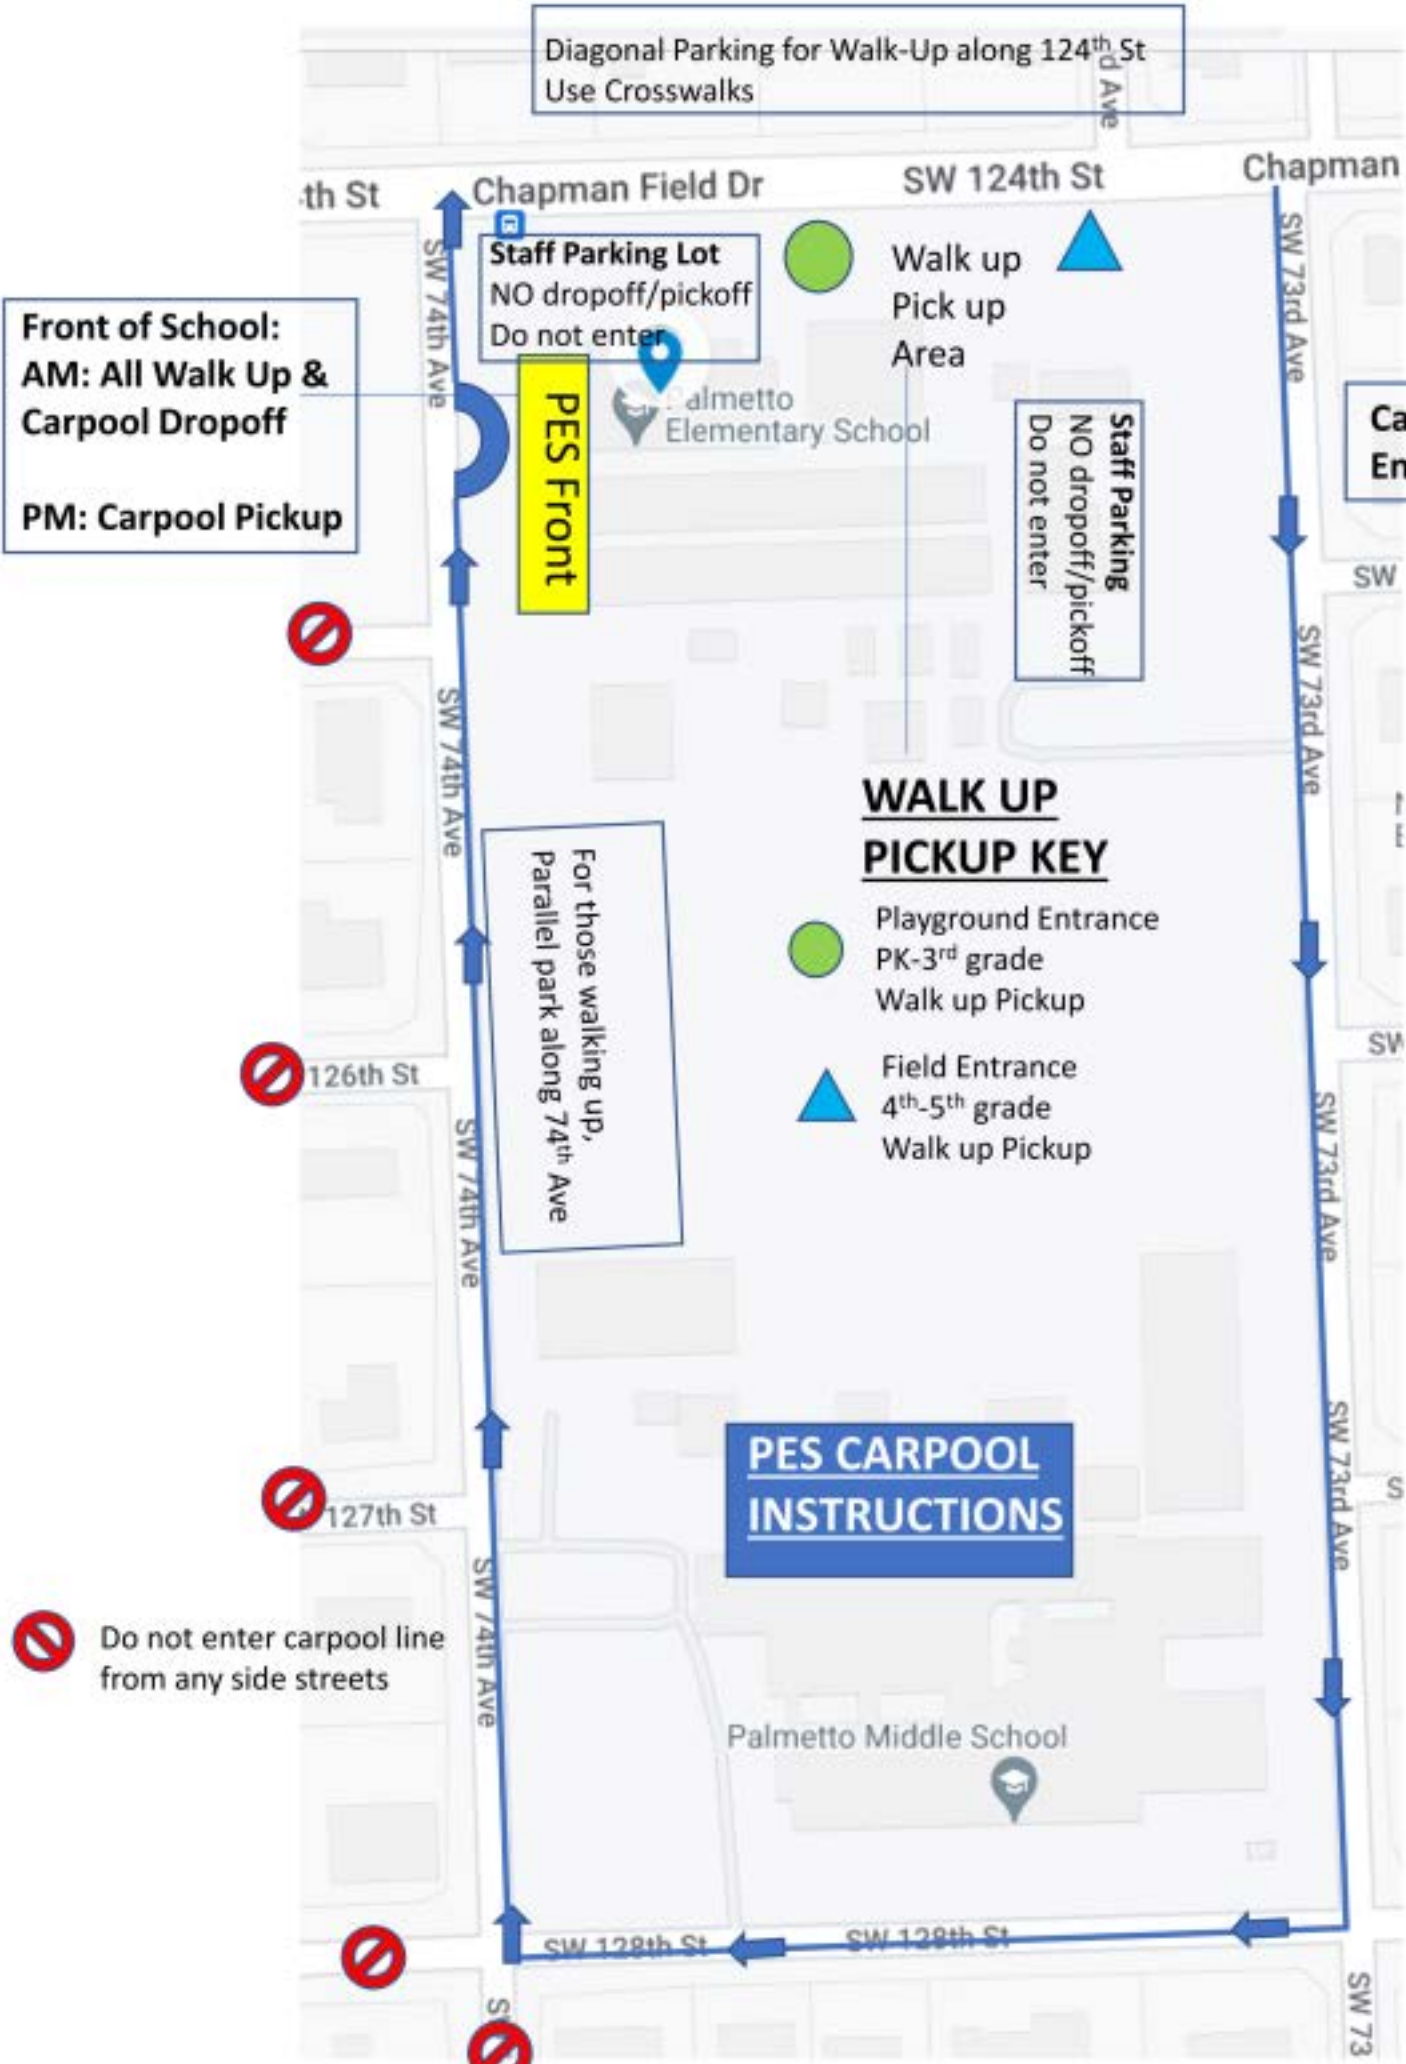 Diagonal Parking for Walk-Up along 124th St
Use Crosswalks
d Ave
th St
Chapman Field Dr
SW 124th St
Chapman
SW 74th Ave
Staff Parking Lot
NO dropoff/pickoff
Do not enter
Walk up
Pick up
Area
SW 73rd Ave
Front of School:
AM: All Walk Up &
Carpool Dropoff
PM: Carpool Pickup
PES Front
almetto
Elementary School
Staff Parking
NO dropoff/pickoff
Do not enter
Ca
En
SW
SW 73rd Ave
SW 74th Ave
WALK UP
PICKUP KEY
For those walking up,
Parallel park along 74th Ave
Playground Entrance
PK-3rd grade
Walk up Pickup
SW
126th St
Field Entrance
4th-5th grade
Walk up Pickup
SW 74th Ave
SW 73rd Ave
PES CARPOOL
INSTRUCTIONS
SW 73rd Ave
S
127th St
SW 74th Ave
Do not enter carpool line
from any side streets
Palmetto Middle School
SW 128th St
SW 128th St
SW 73